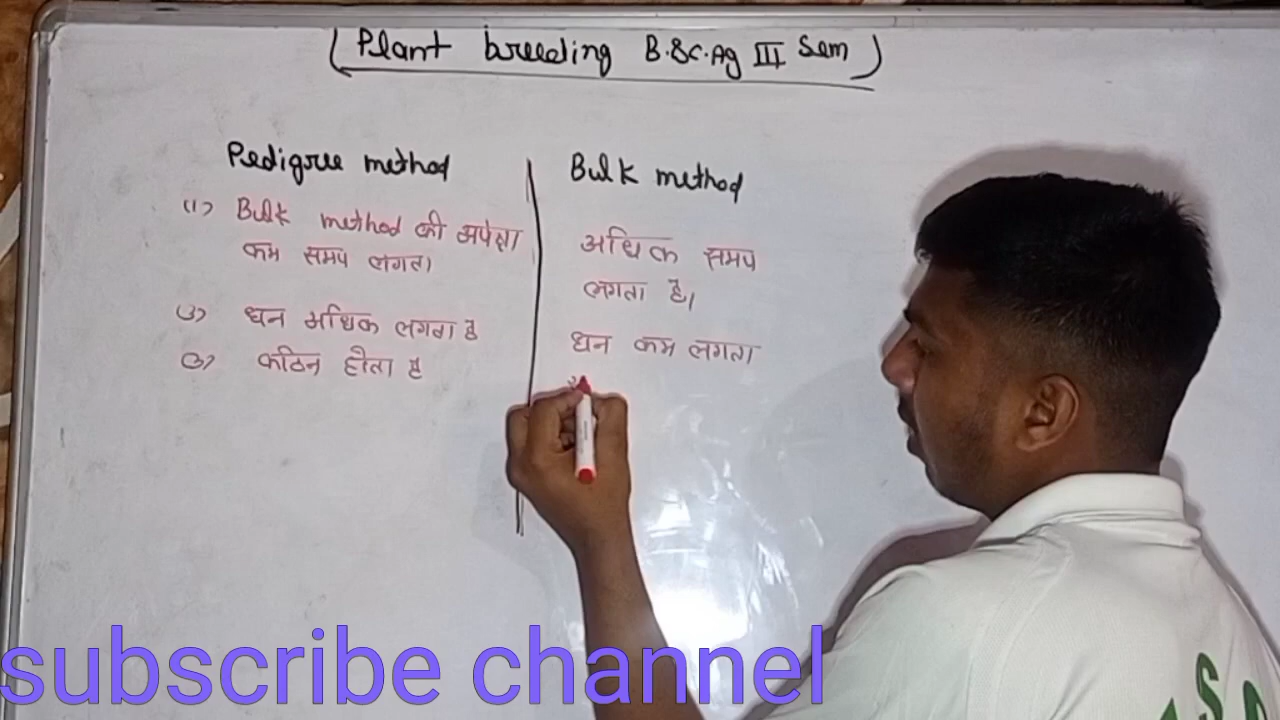 (Plant breeding B.Sc.Ag III Sem)
Pedigree method
(1) Bulk method की अपेक्षा
कम समय लगता
(2) धन अधिक लगता है
(3) कठिन होता है
Bulk method
अधिक समय
लगता है।
धन कम लगता
subscribe channel